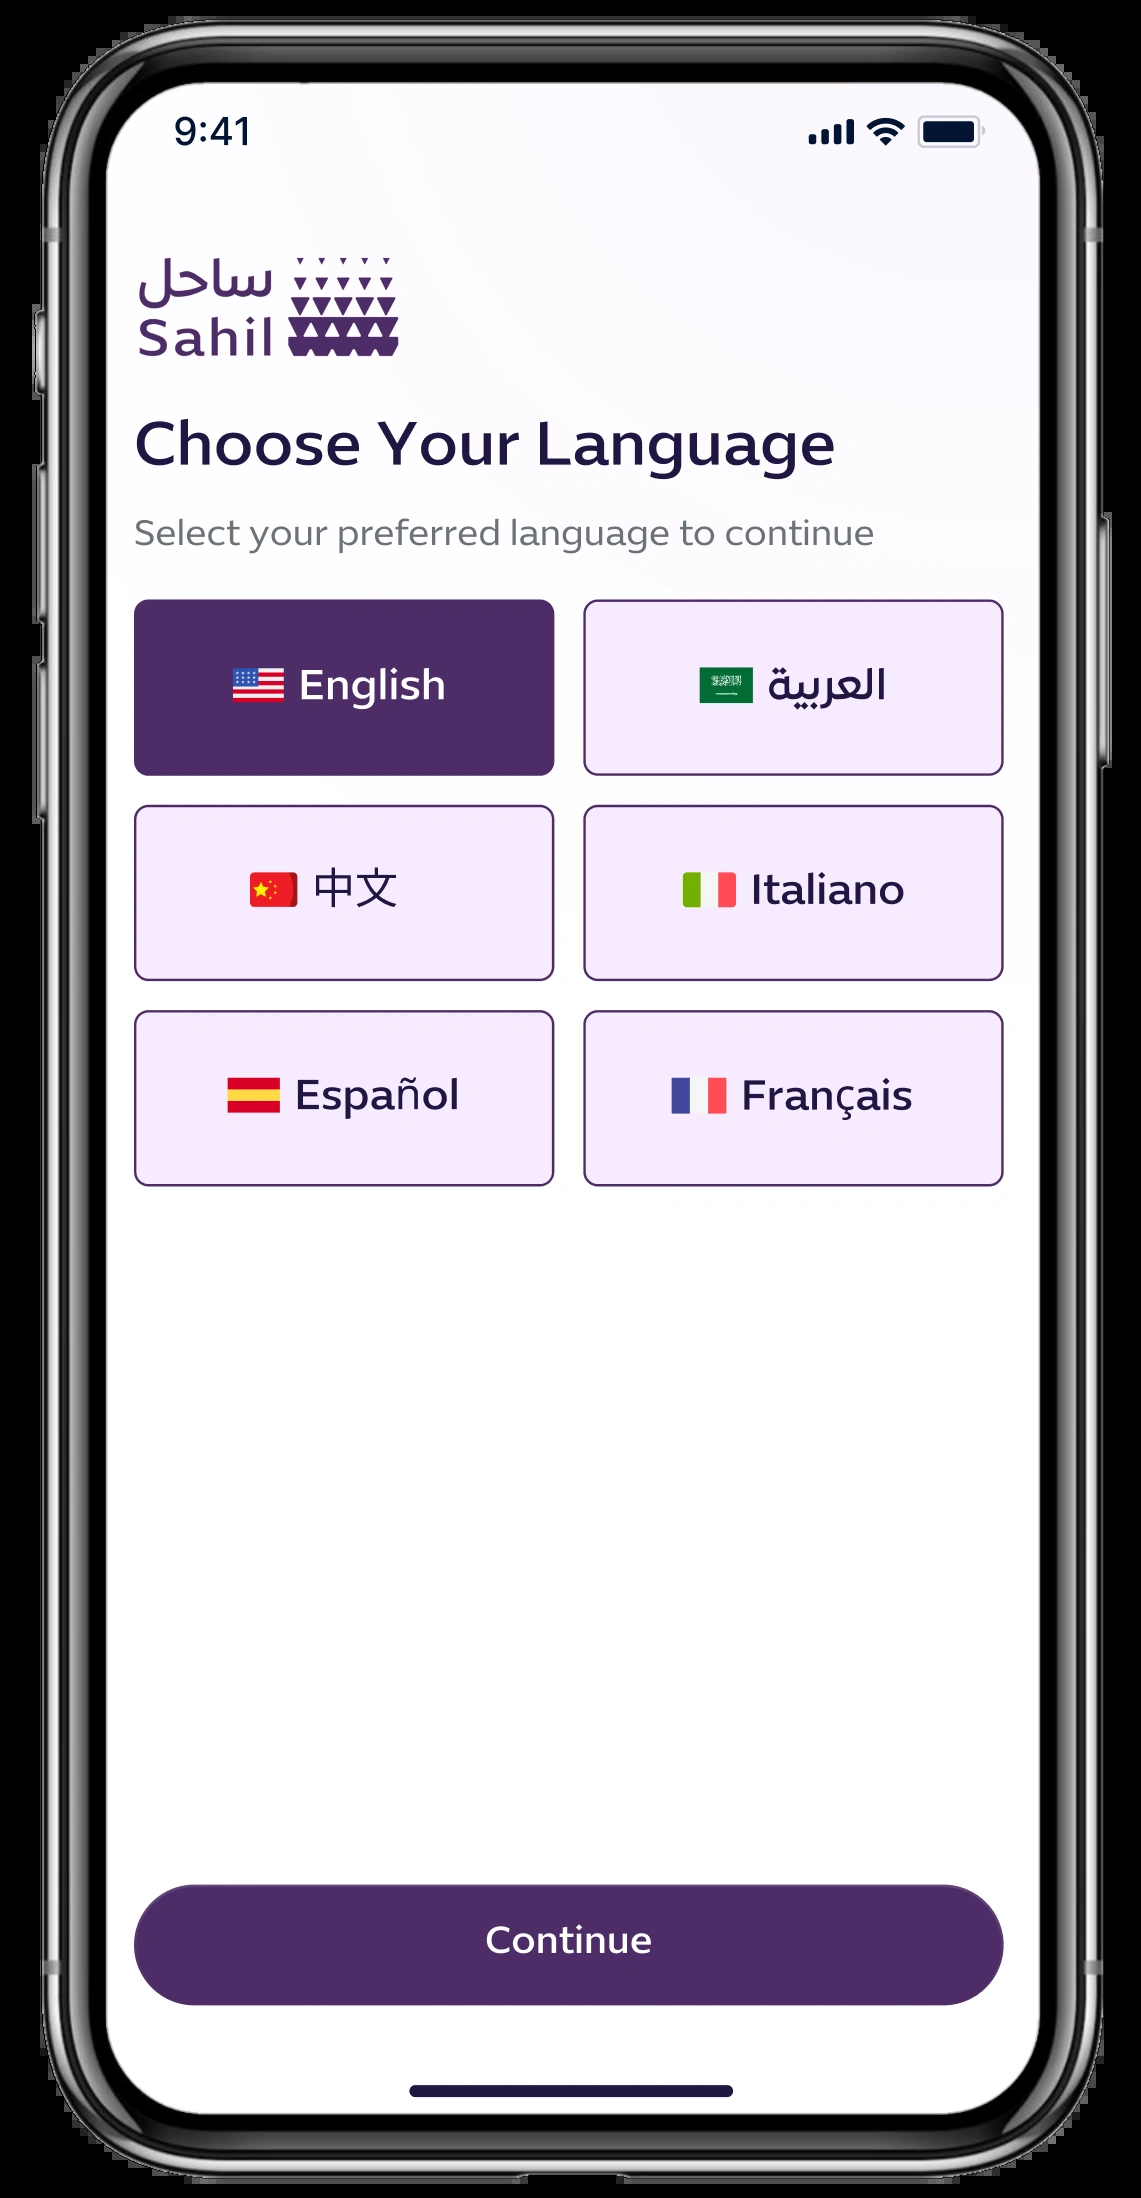 9:41
ساحل
Sahil
Choose Your Language
Select your preferred language to continue
English
العربية
中文
Italiano
Español
Français
Continue